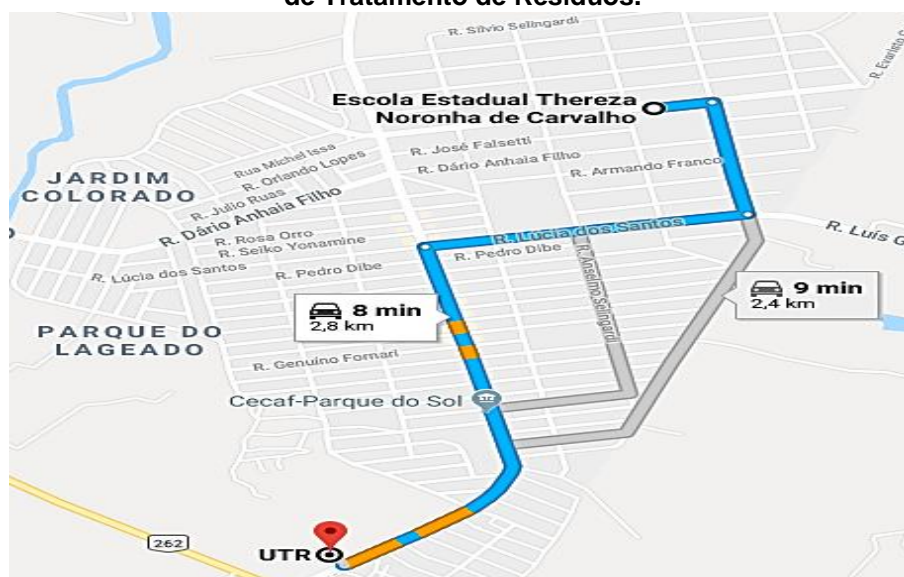 de Tratamento de Resíduos.
R. Sílvio Selingardi
R. Evaristo
Escola Estadual Thereza
Noronha de Carvalho
R. José Falsetti
Rua Michel Issa
R. Dário Anhaia Filho
R. Orlando Lopes
R. Armando Franco
JARDIM
COLORADO
R. Julio Ruas
R. Dário Anhaia Filho
R. Rosa Orro
R. Lúcia dos Santos
R. Luís G
R. Seiko Yonamine
R. Pedro Dibe
R. Lúcia dos Santos
R. Pedro Dibe
R. Anselmo Selingardi
9 min
2,4 km
8 min
2,8 km
PARQUE DO
LAGEADO
R. Genuíno Fornari
Cecaf-Parque do Sol
262
UTR